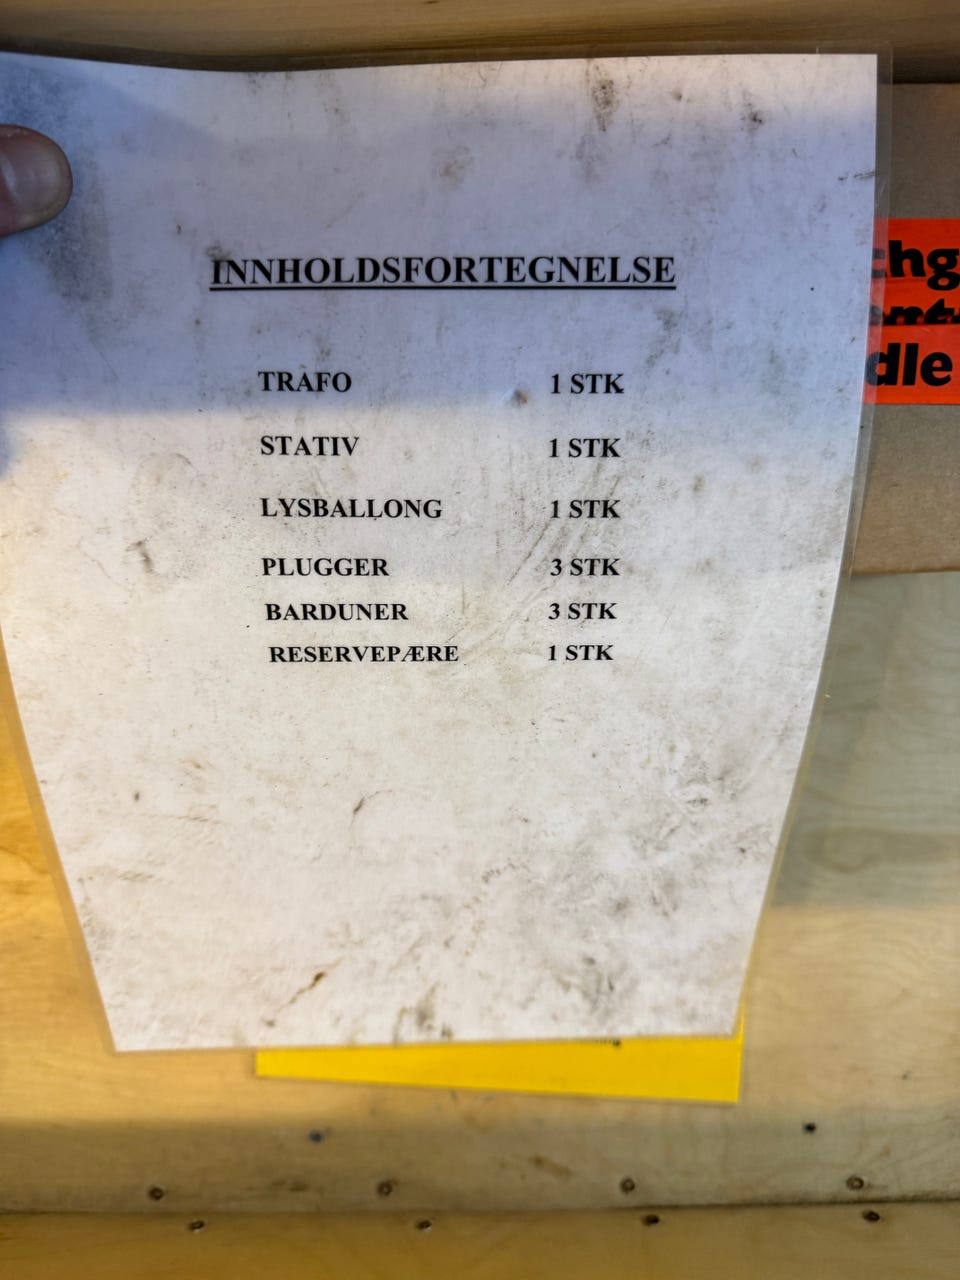 INNHOLDSFORTEGNELSE
TRAFO 1 STK
STATIV 1 STK
LYSBALLONG 1 STK
PLUGGER 3 STK
BARDUNER 3 STK
RESERVEPÆRE 1 STK